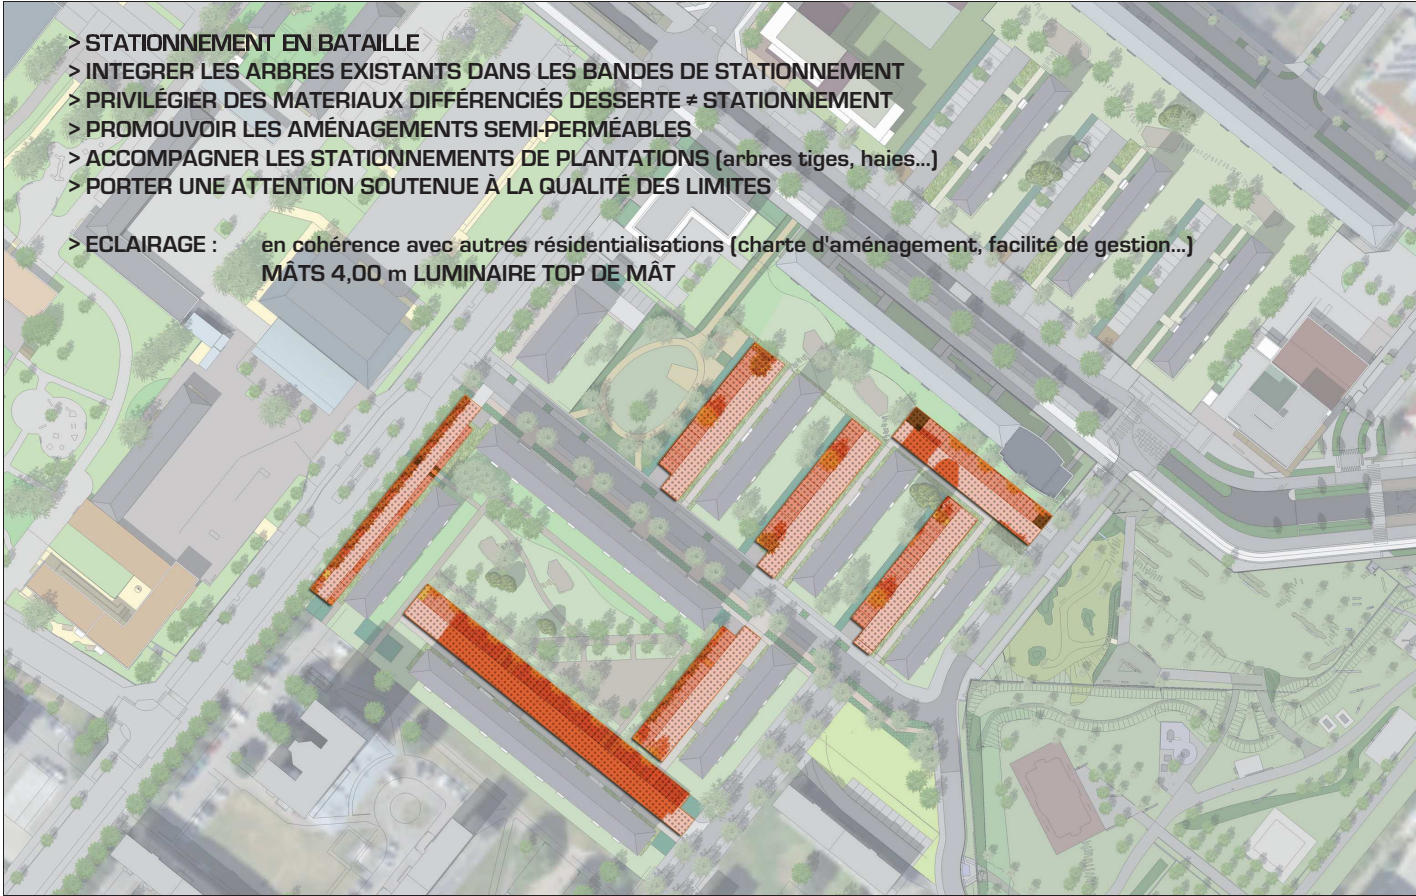 > STATIONNEMENT EN BATAILLE
> INTEGRER LES ARBRES EXISTANTS DANS LES BANDES DE STATIONNEMENT
> PRIVILÉGIER DES MATERIAUX DIFFÉRENCIÉS DESSERTE ≠ STATIONNEMENT
> PROMOUVOIR LES AMÉNAGEMENTS SEMI-PERMÉABLES
> ACCOMPAGNER LES STATIONNEMENTS DE PLANTATIONS (arbres tiges, haies...)
> PORTER UNE ATTENTION SOUTENUE À LA QUALITÉ DES LIMITES
> ECLAIRAGE : en cohérence avec autres résidentialisations (charte d'aménagement, facilité de gestion...)
MÂTS 4,00 m LUMINAIRE TOP DE MÂT